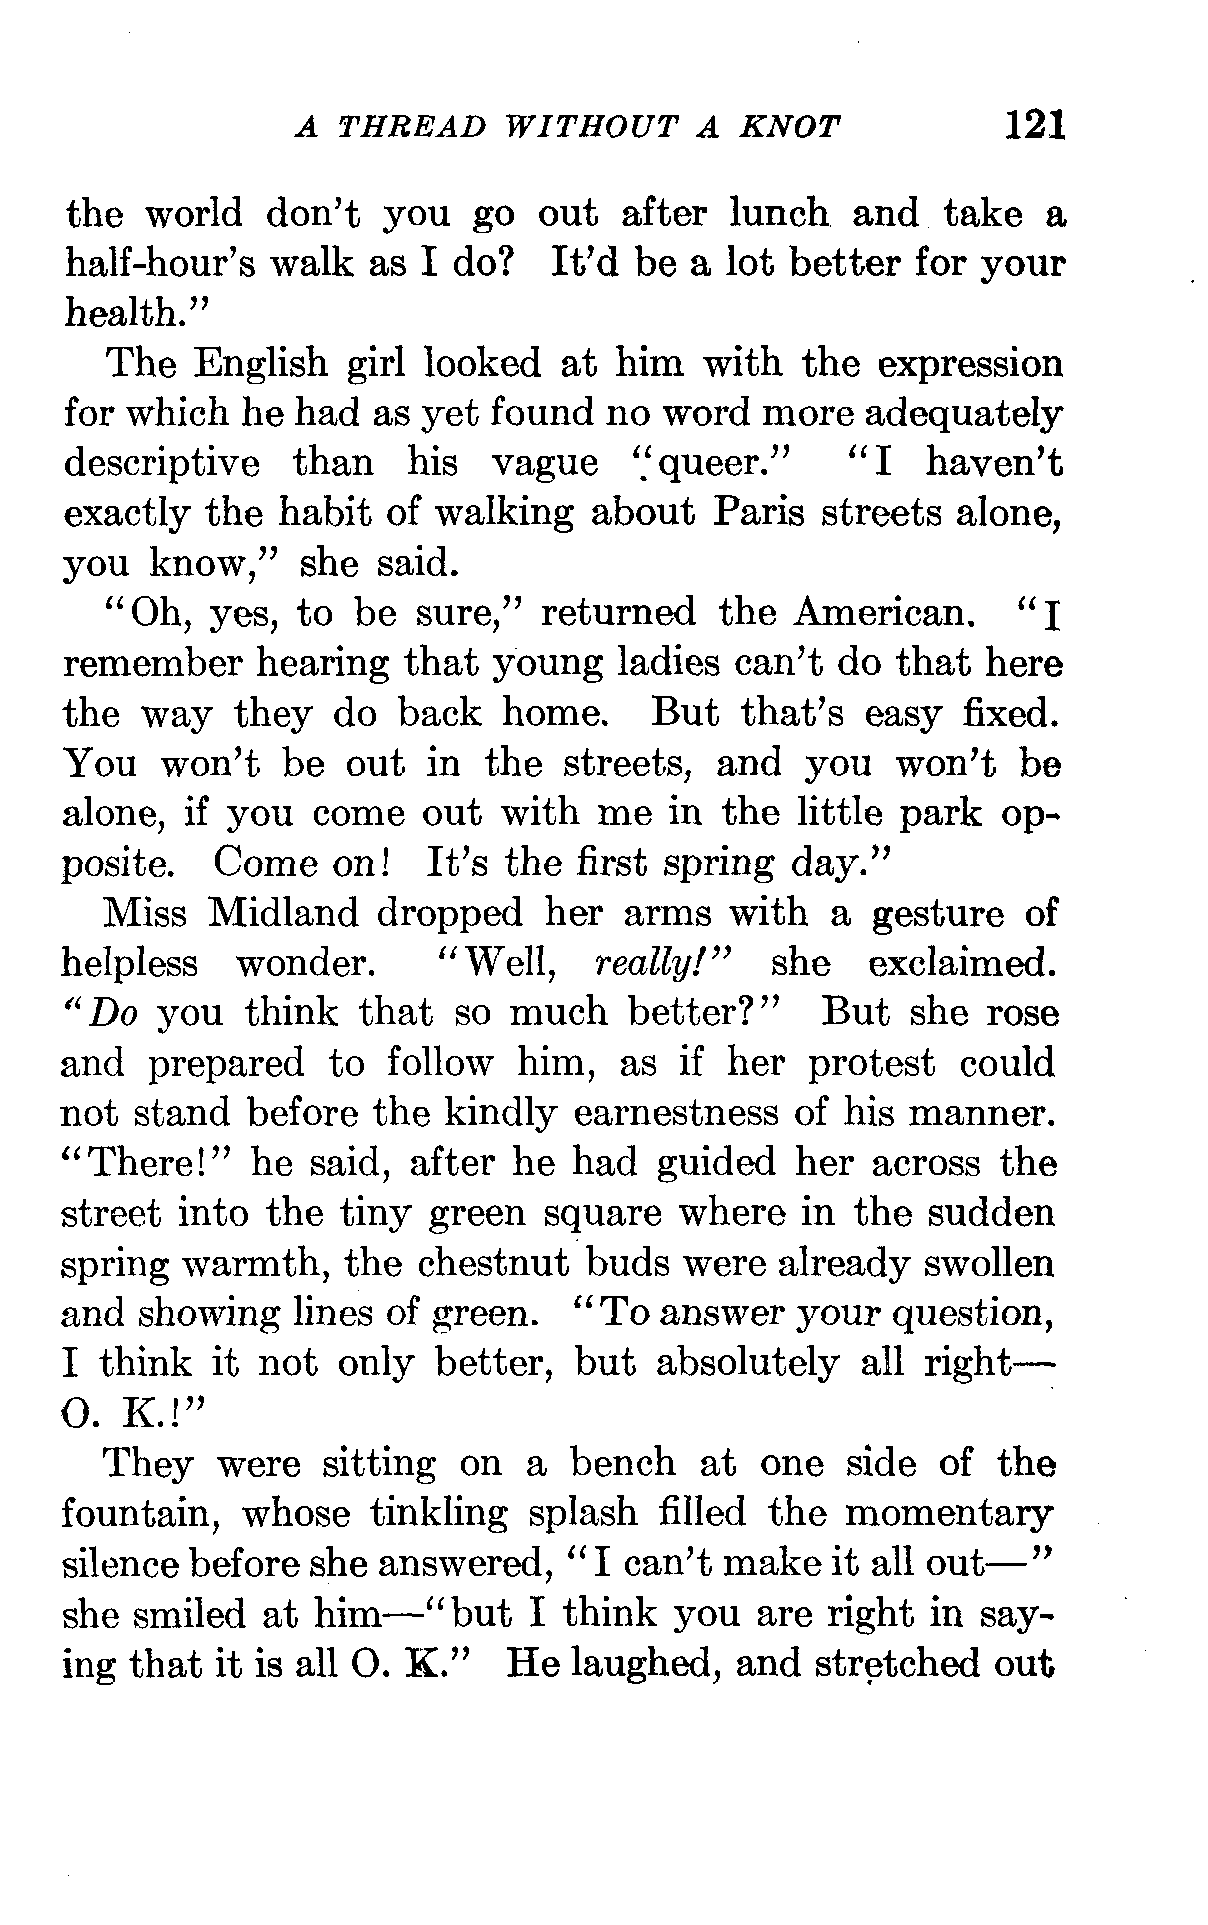 A THREAD WITHOUT A KNOT 121
the world don't you go out after lunch and take a
half-hour's walk as I do? It'd be a lot better for your
health."
The English girl looked at him with the expression
for which he had as yet found no word more adequately
descriptive than his vague "queer." "I haven't
exactly the habit of walking about Paris streets alone,
you know," she said.
"Oh, yes, to be sure," returned the American. "I
remember hearing that young ladies can't do that here
the way they do back home. But that's easy fixed.
You won't be out in the streets, and you won't be
alone, if you come out with me in the little park op-
posite. Come on! It's the first spring day."
Miss Midland dropped her arms with a gesture of
helpless wonder. "Well, really!" she exclaimed.
"Do you think that so much better?" But she rose
and prepared to follow him, as if her protest could
not stand before the kindly earnestness of his manner.
"There!" he said, after he had guided her across the
street into the tiny green square where in the sudden
spring warmth, the chestnut buds were already swollen
and showing lines of green. "To answer your question,
I think it not only better, but absolutely all right—
O. K.!"
They were sitting on a bench at one side of the
fountain, whose tinkling splash filled the momentary
silence before she answered, "I can't make it all out—"
she smiled at him—"but I think you are right in say-
ing that it is all O. K." He laughed, and stretched out